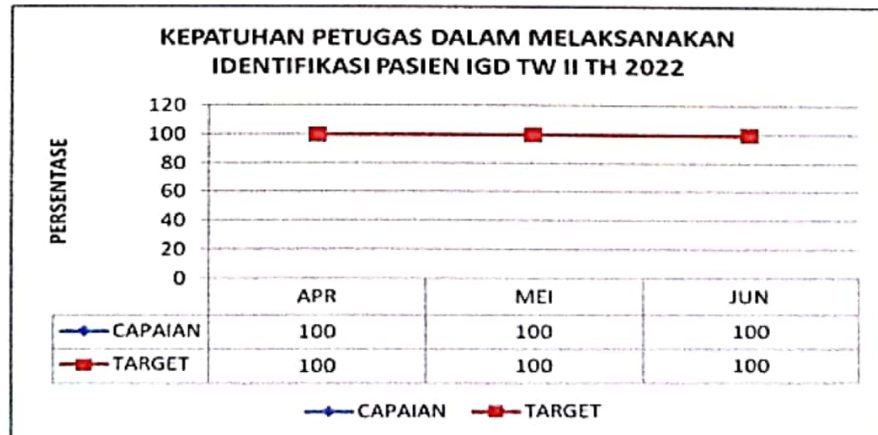 KEPATUHAN PETUGAS DALAM MELAKSANAKAN
IDENTIFIKASI PASIEN IGD TW II TH 2022
PERSENTASE
120
100
80
60
40
20
0
APR MEI JUN
CAPAIAN 100 100 100
TARGET 100 100 100
CAPAIAN TARGET